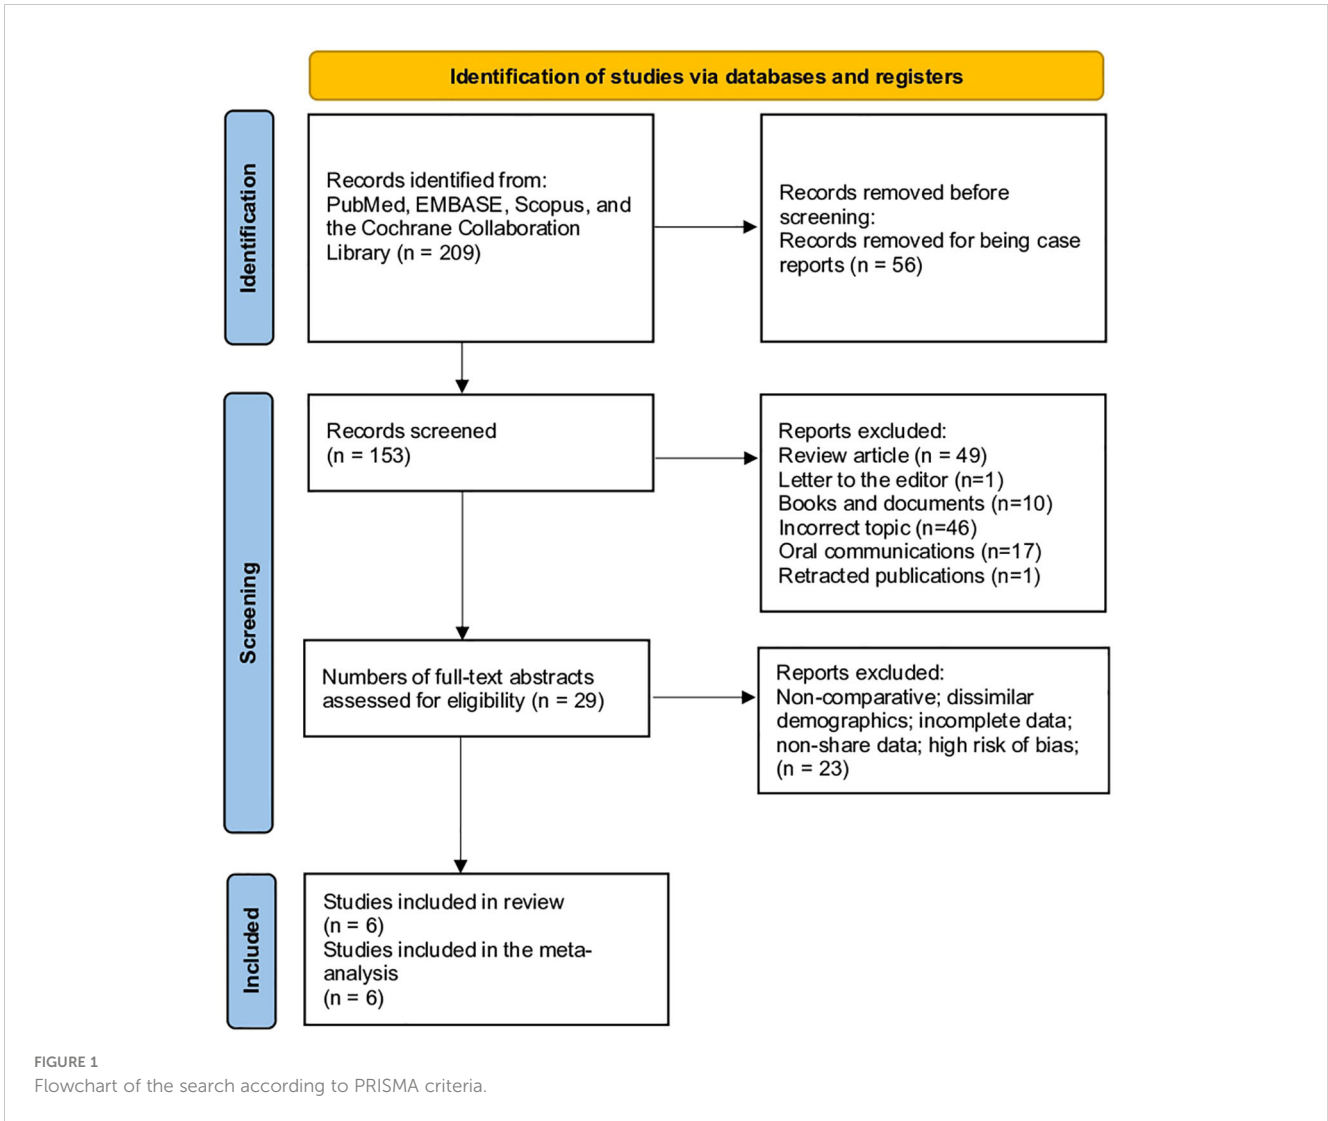 Identification of studies via databases and registers
Identification
Records identified from:
PubMed, EMBASE, Scopus, and
the Cochrane Collaboration
Library (n = 209)
Records removed before
screening:
Records removed for being case
reports (n = 56)
Screening
Records screened
(n = 153)
Reports excluded:
Review article (n = 49)
Letter to the editor (n=1)
Books and documents (n=10)
Incorrect topic (n=46)
Oral communications (n=17)
Retracted publications (n=1)
Numbers of full-text abstracts
assessed for eligibility (n = 29)
Reports excluded:
Non-comparative; dissimilar
demographics; incomplete data;
non-share data; high risk of bias;
(n = 23)
Included
Studies included in review
(n = 6)
Studies included in the meta-
analysis
(n = 6)
FIGURE 1
Flowchart of the search according to PRISMA criteria.